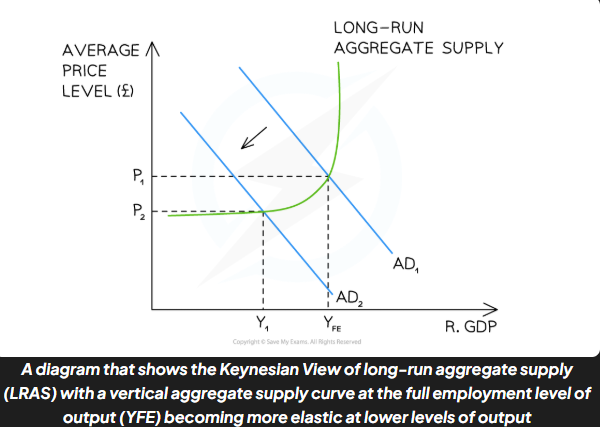 LONG-RUN
AGGREGATE SUPPLY
AVERAGE
PRICE
LEVEL (£)
P₁
P₂
AD₁
AD₂
Y₁
Y_FE
R. GDP
Copyright © Save My Exams. All Rights Reserved
A diagram that shows the Keynesian View of long-run aggregate supply
(LRAS) with a vertical aggregate supply curve at the full employment level of
output (YFE) becoming more elastic at lower levels of output